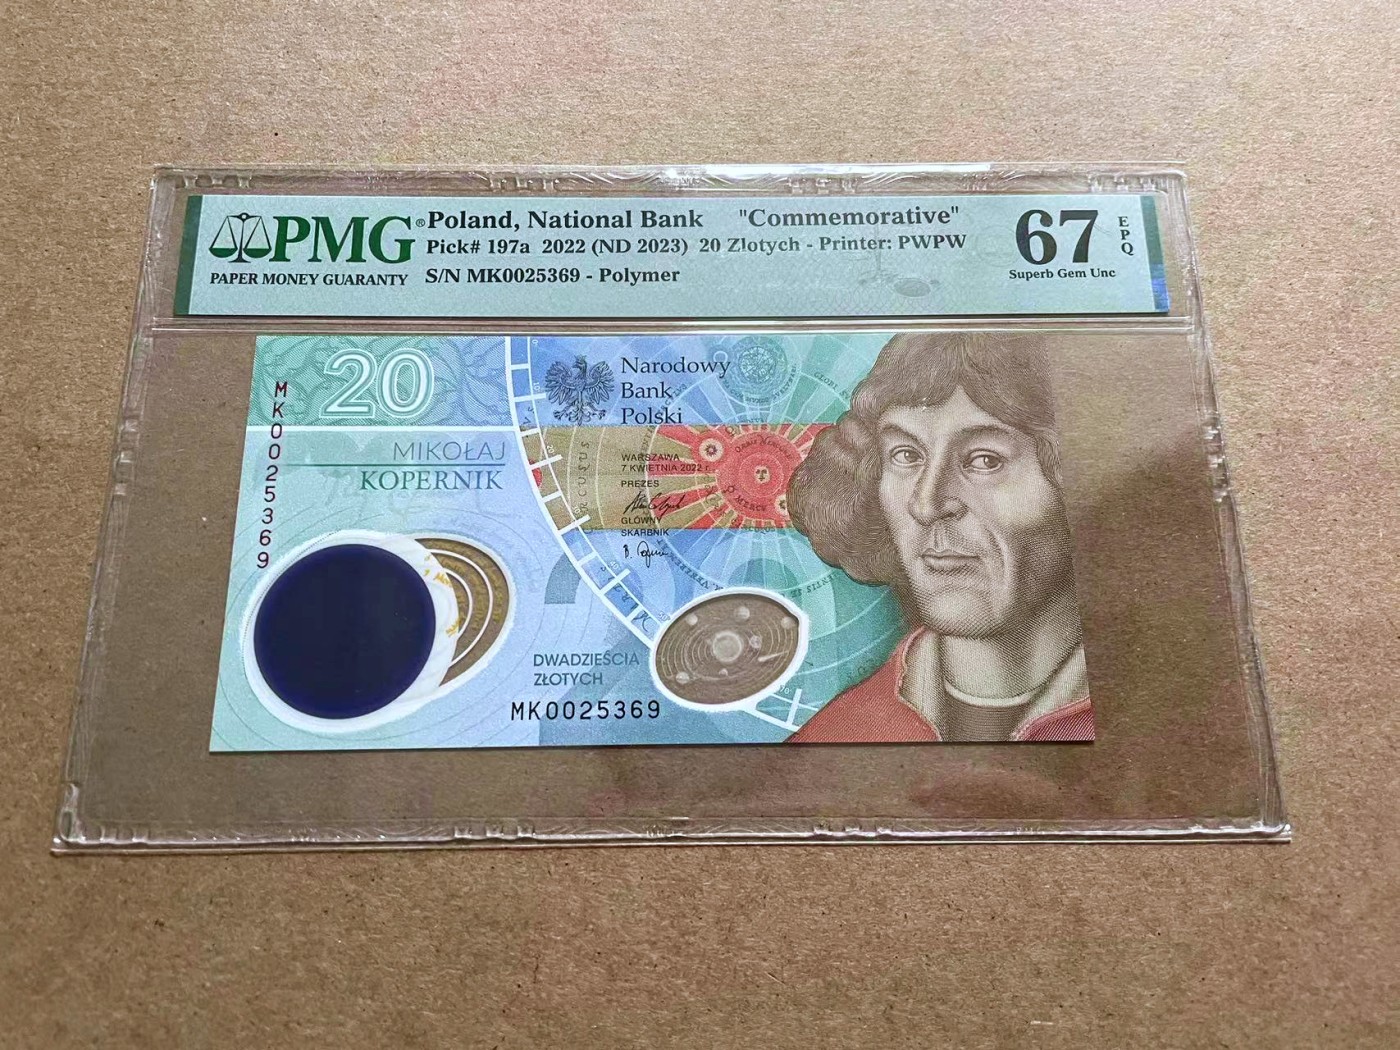 PMG®
PAPER MONEY GUARANTY
Poland, National Bank "Commemorative"
Pick# 197a 2022 (ND 2023) 20 Zlotych - Printer: PWPW
S/N MK0025369 - Polymer
67
EPQ
Superb Gem Unc
20
MK0025369
MIKOŁAJ
KOPERNIK
Narodowy
Bank
Polski
WARSZAWA
7 KWIETNIA 2022 r.
PREZES
GŁÓWNY
SKARBNIK
DWADZIEŚCIA
ZŁOTYCH
MK0025369